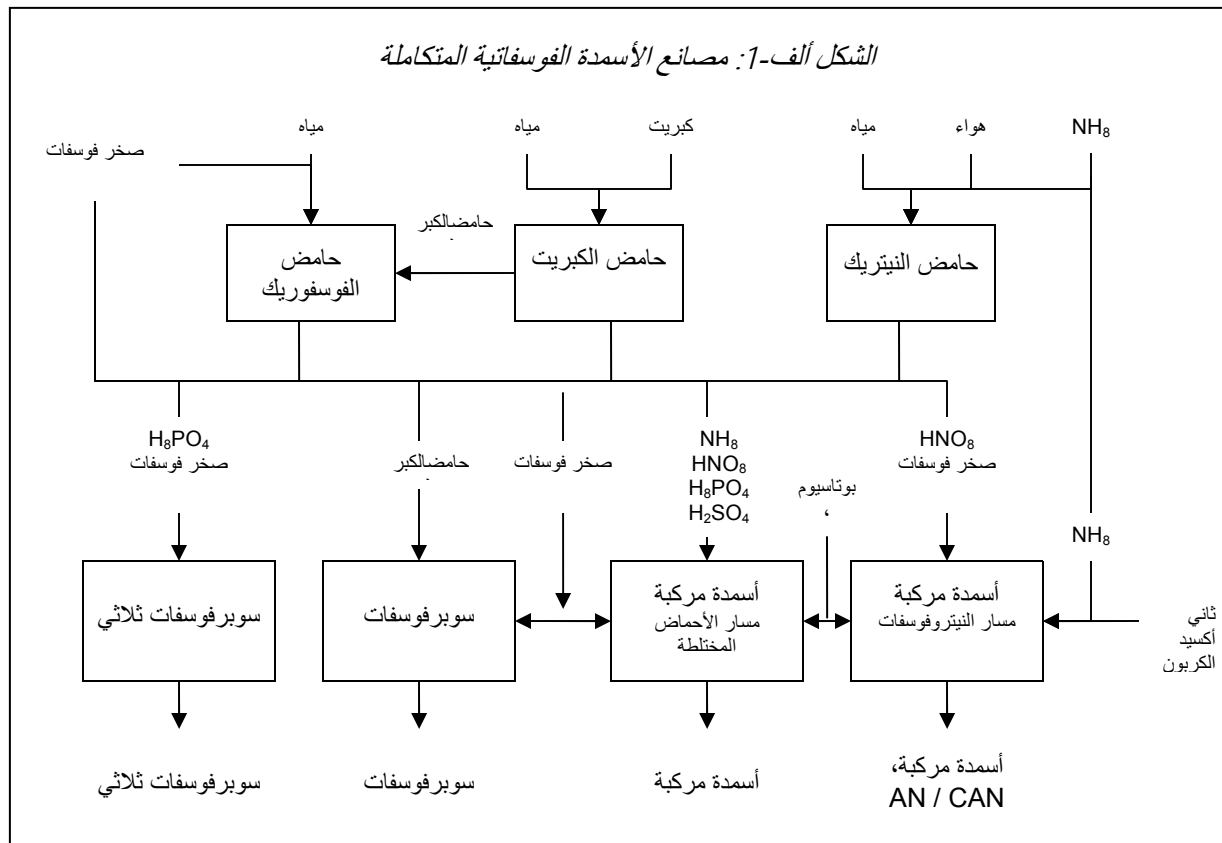 الشكل ألف-1: مصانع الأسمدة الفوسفاتية المتكاملة
NH₈
هواء
مياه
كبريت
مياه
مياه
صخر فوسفات
حامض النيتريك
حامض الكبريت
حامضالكبر
حامض
الفوسفوريك
HNO₈
صخر فوسفات
NH₈
HNO₈
H₈PO₄
H₂SO₄
صخر فوسفات
حامضالكبر
H₈PO₄
صخر فوسفات
بوتاسيوم
،
NH₈
ثاني
أكسيد
الكربون
أسمدة مركبة
مسار النيتروفوسفات
أسمدة مركبة
مسار الأحماض
المختلطة
سوبرفوسفات
سوبرفوسفات ثلاثي
أسمدة مركبة،
AN / CAN
أسمدة مركبة
سوبرفوسفات
سوبرفوسفات ثلاثي